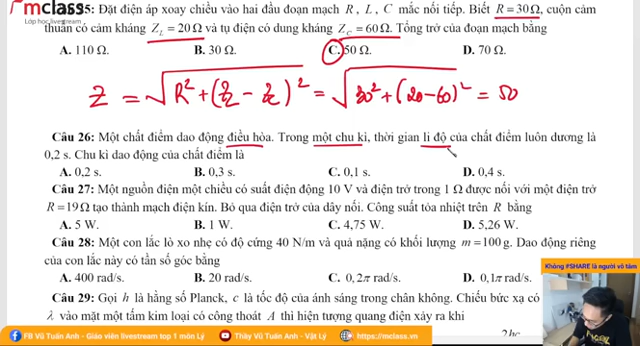 mclass
Lớp học livestream
5: Đặt điện áp xoay chiều vào hai đầu đoạn mạch R, L, C mắc nối tiếp. Biết R = 30Ω, cuộn cảm
thuần có cảm kháng Z_L = 20Ω và tụ điện có dung kháng Z_C = 60Ω. Tổng trở của đoạn mạch bằng
A. 110 Ω. B. 30 Ω. C. 50 Ω. D. 70 Ω.
Z = √R² + (Z_L - Z_C)² = √30² + (20-60)² = 50
Câu 26: Một chất điểm dao động điều hòa. Trong một chu kì, thời gian li độ của chất điểm luôn dương là
0,2 s. Chu kì dao động của chất điểm là
A. 0,2 s. B. 0,3 s. C. 0,1 s. D. 0,4 s.
Câu 27: Một nguồn điện một chiều có suất điện động 10 V và điện trở trong 1 Ω được nối với một điện trở
R = 19Ω tạo thành mạch điện kín. Bỏ qua điện trở của dây nối. Công suất tỏa nhiệt trên R bằng
A. 5 W. B. 1 W. C. 4,75 W. D. 5,26 W.
Câu 28: Một con lắc lò xo nhẹ có độ cứng 40 N/m và quả nặng có khối lượng m = 100 g. Dao động riêng
của con lắc này có tần số góc bằng
A. 400 rad/s. B. 20 rad/s. C. 0,2π rad/s. D. 0,1π rad/s.
Câu 29: Gọi h là hằng số Planck, c là tốc độ của ánh sáng trong chân không. Chiếu bức xạ có
λ vào mặt một tấm kim loại có công thoát A thì hiện tượng quang điện xảy ra khi
2hc
Không #SHARE là người vô tâm
FB Vũ Tuấn Anh - Giáo viên livestream top 1 môn Lý
Thầy Vũ Tuấn Anh - Vật Lý
https://mclass.vn